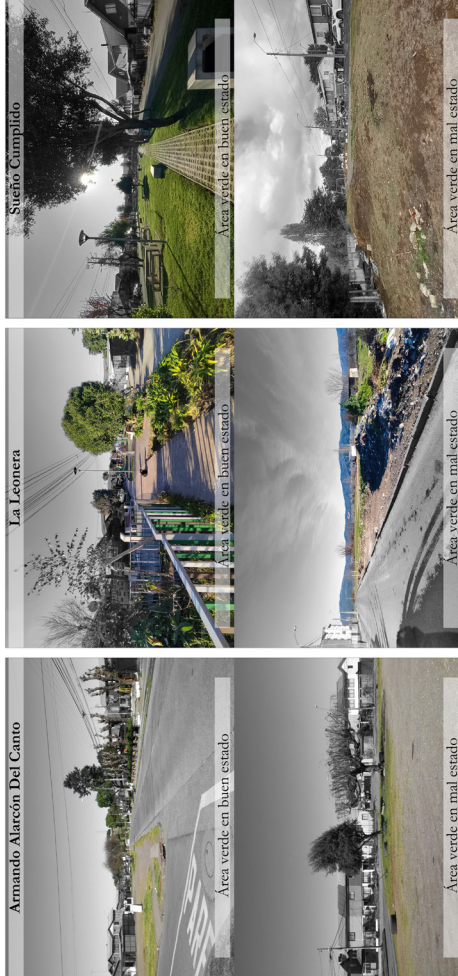 Armando Alarcón Del Canto
La Leonera
Sueño Cumplido
Área verde en buen estado
Área verde en buen estado
Área verde en buen estado
PARE
Área verde en mal estado
Área verde en mal estado
Área verde en mal estado